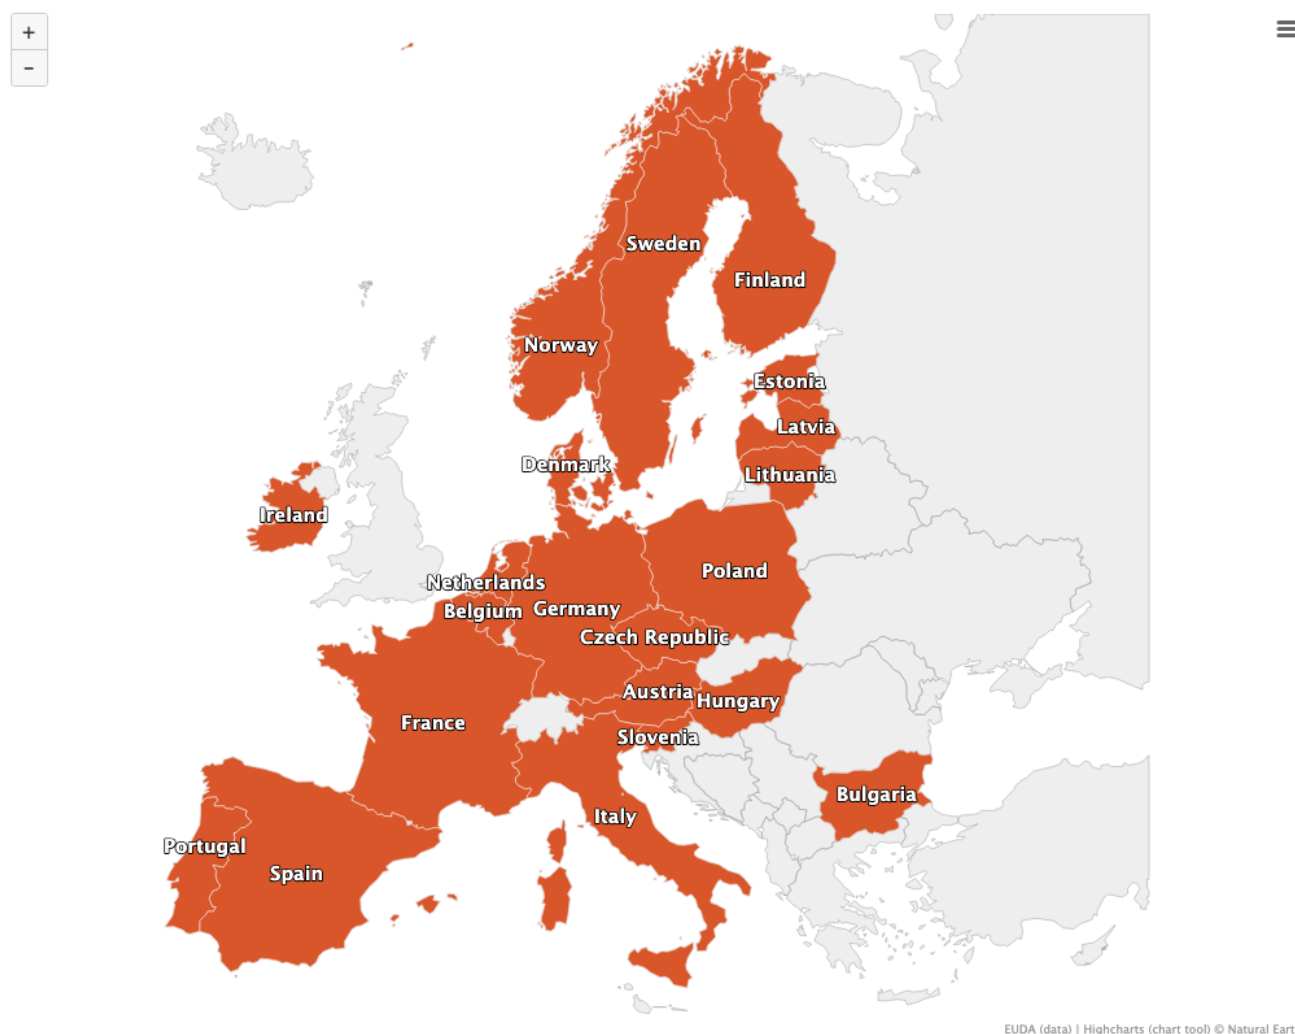 +
−
Sweden
Finland
Norway
Estonia
Latvia
Denmark
Lithuania
Ireland
Poland
Netherlands
Belgium
Germany
Czech Republic
Austria
Hungary
France
Slovenia
Bulgaria
Italy
Portugal
Spain
EUDA (data) | Highcharts (chart tool) © Natural Eart